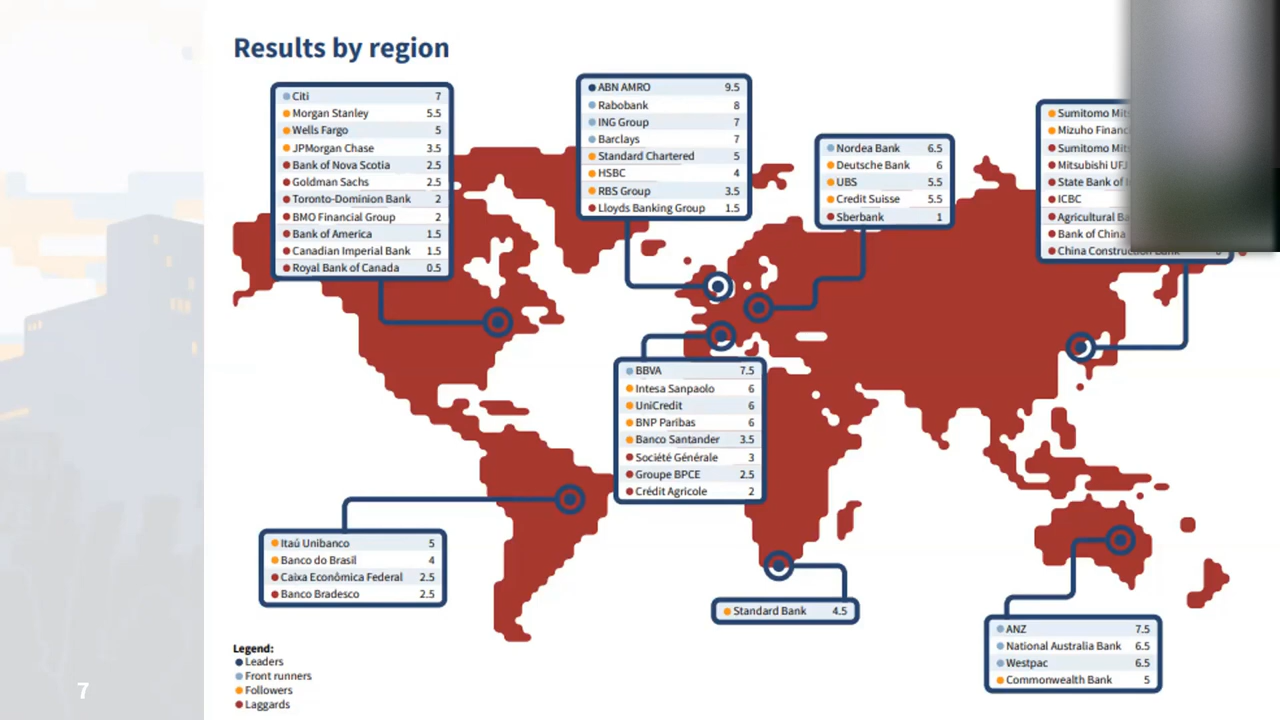 Results by region
Citi 7
Morgan Stanley 5.5
Wells Fargo 5
JPMorgan Chase 3.5
Bank of Nova Scotia 2.5
Goldman Sachs 2.5
Toronto-Dominion Bank 2
BMO Financial Group 2
Bank of America 1.5
Canadian Imperial Bank 1.5
Royal Bank of Canada 0.5
ABN AMRO 9.5
Rabobank 8
ING Group 7
Barclays 7
Standard Chartered 5
HSBC 4
RBS Group 3.5
Lloyds Banking Group 1.5
Nordea Bank 6.5
Deutsche Bank 6
UBS 5.5
Credit Suisse 5.5
Sberbank 1
Sumitomo
Mizuho
Sumitomo
Mitsubishi UFJ
State Bank of
ICBC
Agricultural
Bank of China
China Construction Bank
BBVA 7.5
Intesa Sanpaolo 6
UniCredit 6
BNP Paribas 6
Banco Santander 3.5
Société Générale 3
Groupe BPCE 2.5
Crédit Agricole 2
Itaú Unibanco 5
Banco do Brasil 4
Caixa Econômica Federal 2.5
Banco Bradesco 2.5
Standard Bank 4.5
ANZ 7.5
National Australia Bank 6.5
Westpac 6.5
Commonwealth Bank 5
Legend:
Leaders
Front runners
Followers
Laggards
7